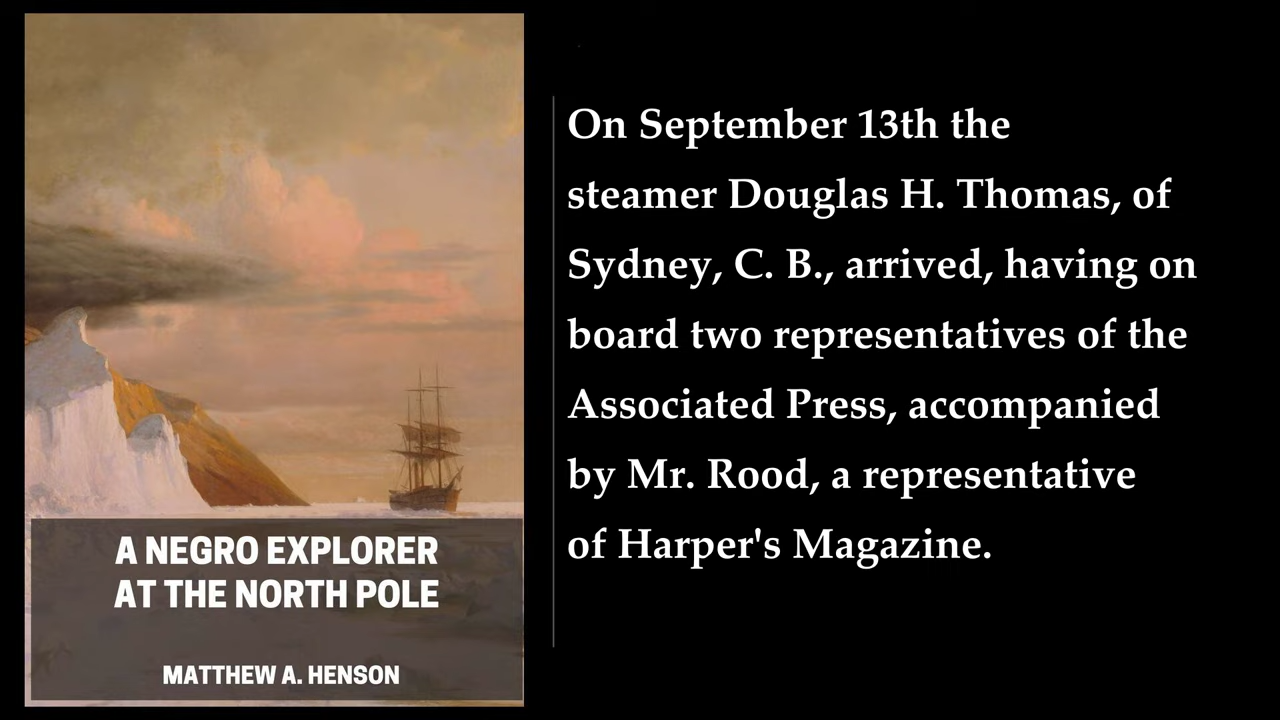 A NEGRO EXPLORER
AT THE NORTH POLE
MATTHEW A. HENSON
On September 13th the
steamer Douglas H. Thomas, of
Sydney, C. B., arrived, having on
board two representatives of the
Associated Press, accompanied
by Mr. Rood, a representative
of Harper's Magazine.